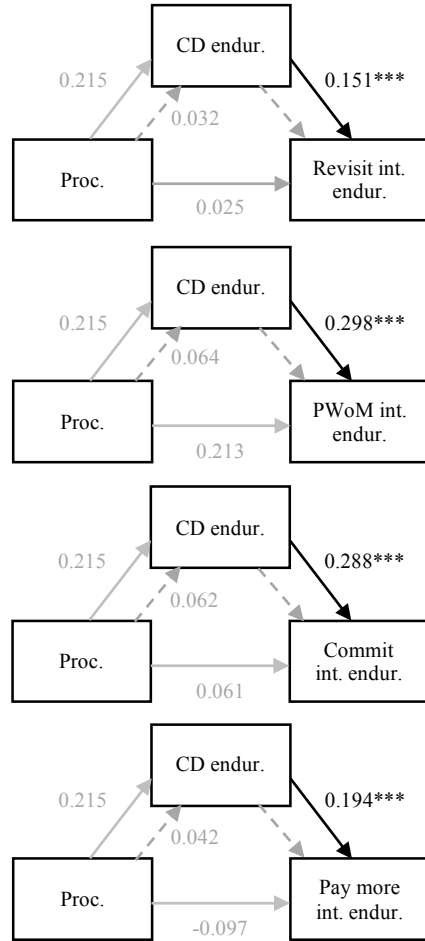 CD endur.
0.215
0.151***
0.032
Proc.
Revisit int.
endur.
0.025
CD endur.
0.215
0.298***
0.064
Proc.
PWoM int.
endur.
0.213
CD endur.
0.215
0.288***
0.062
Proc.
Commit
int. endur.
0.061
CD endur.
0.215
0.194***
0.042
Proc.
Pay more
int. endur.
-0.097